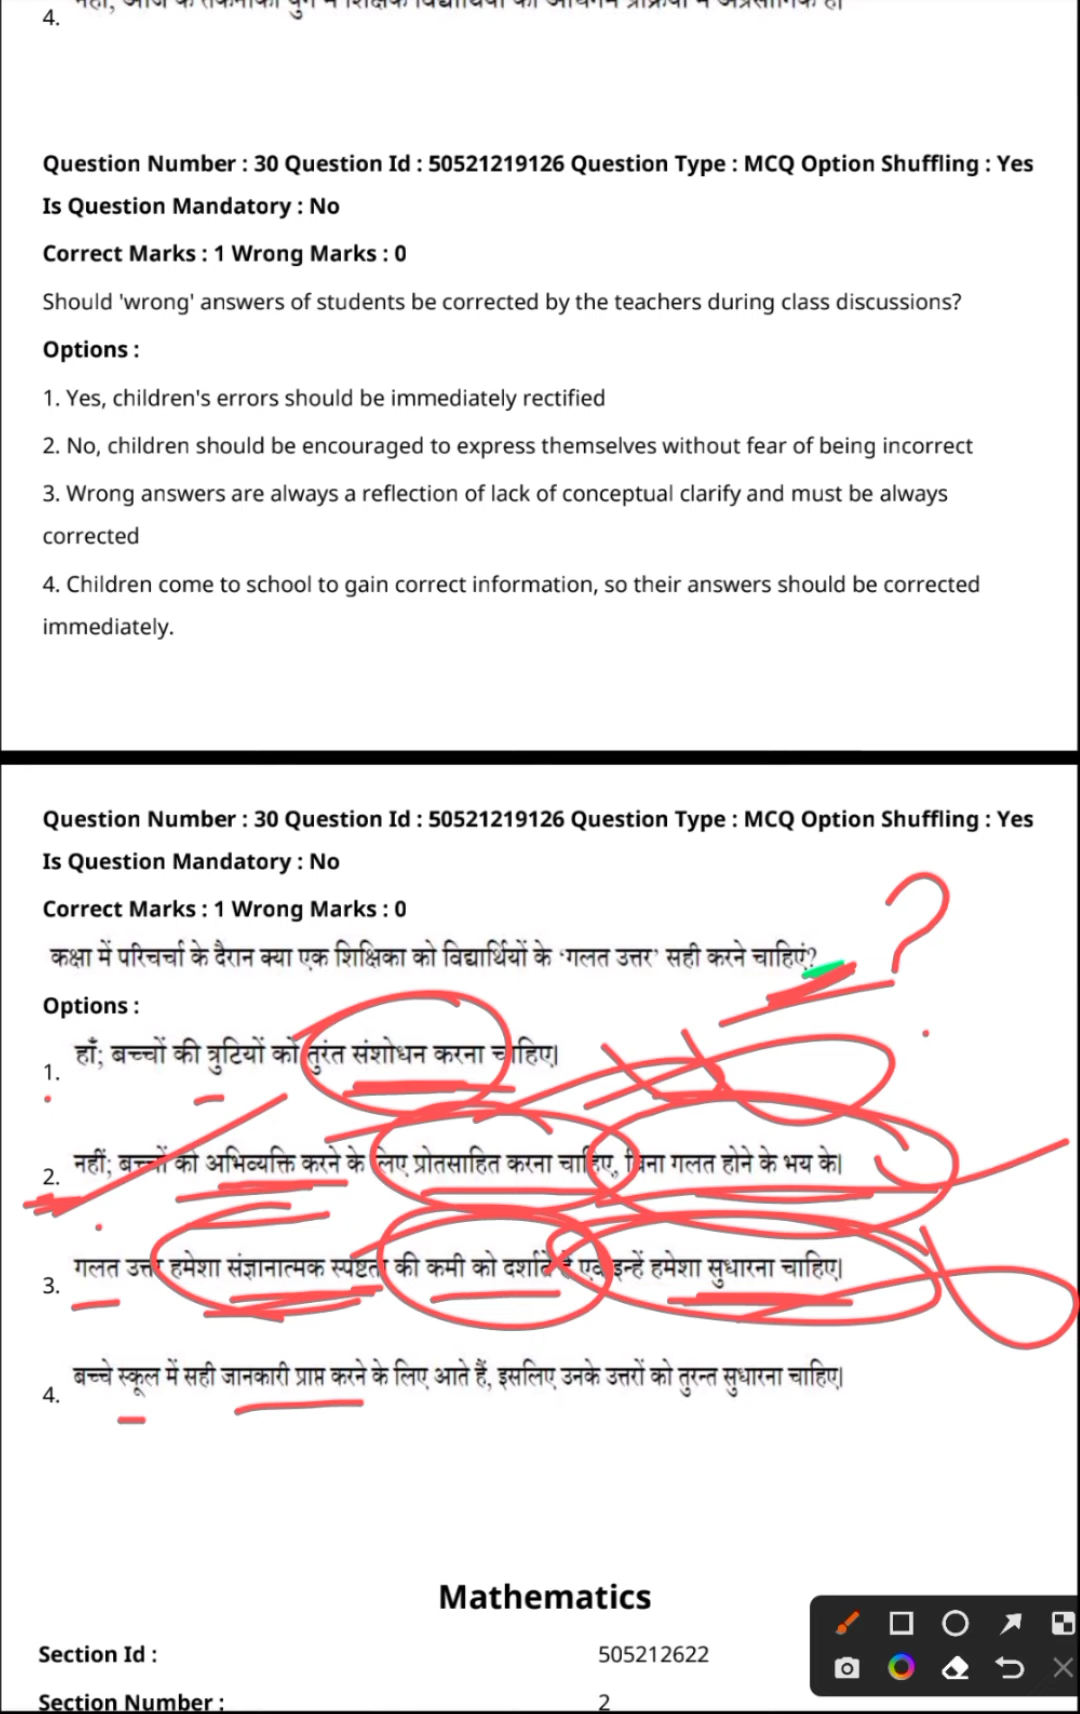 4.
Question Number : 30 Question Id : 50521219126 Question Type : MCQ Option Shuffling : Yes
Is Question Mandatory : No
Correct Marks : 1 Wrong Marks : 0
Should 'wrong' answers of students be corrected by the teachers during class discussions?
Options :
1. Yes, children's errors should be immediately rectified
2. No, children should be encouraged to express themselves without fear of being incorrect
3. Wrong answers are always a reflection of lack of conceptual clarify and must be always
corrected
4. Children come to school to gain correct information, so their answers should be corrected
immediately.
Question Number : 30 Question Id : 50521219126 Question Type : MCQ Option Shuffling : Yes
Is Question Mandatory : No
Correct Marks : 1 Wrong Marks : 0
कक्षा में परिचर्चा के दैरान क्या एक शिक्षिका को विद्यार्थियों के 'गलत उत्तर' सही करने चाहिएं?
?
Options :
1. हाँ; बच्चों की त्रुटियों को तुरंत संशोधन करना चाहिए।
2. नहीं; बच्चों को अभिव्यक्ति करने के लिए प्रोतसाहित करना चाहिए, बिना गलत होने के भय के।
3. गलत उत्तर हमेशा संज्ञानात्मक स्पष्टता की कमी को दर्शाते है एवं इन्हें हमेशा सुधारना चाहिए।
4. बच्चे स्कूल में सही जानकारी प्राप्त करने के लिए आते हैं, इसलिए उनके उत्तरों को तुरन्त सुधारना चाहिए।
Mathematics
Section Id : 505212622
Section Number : 2